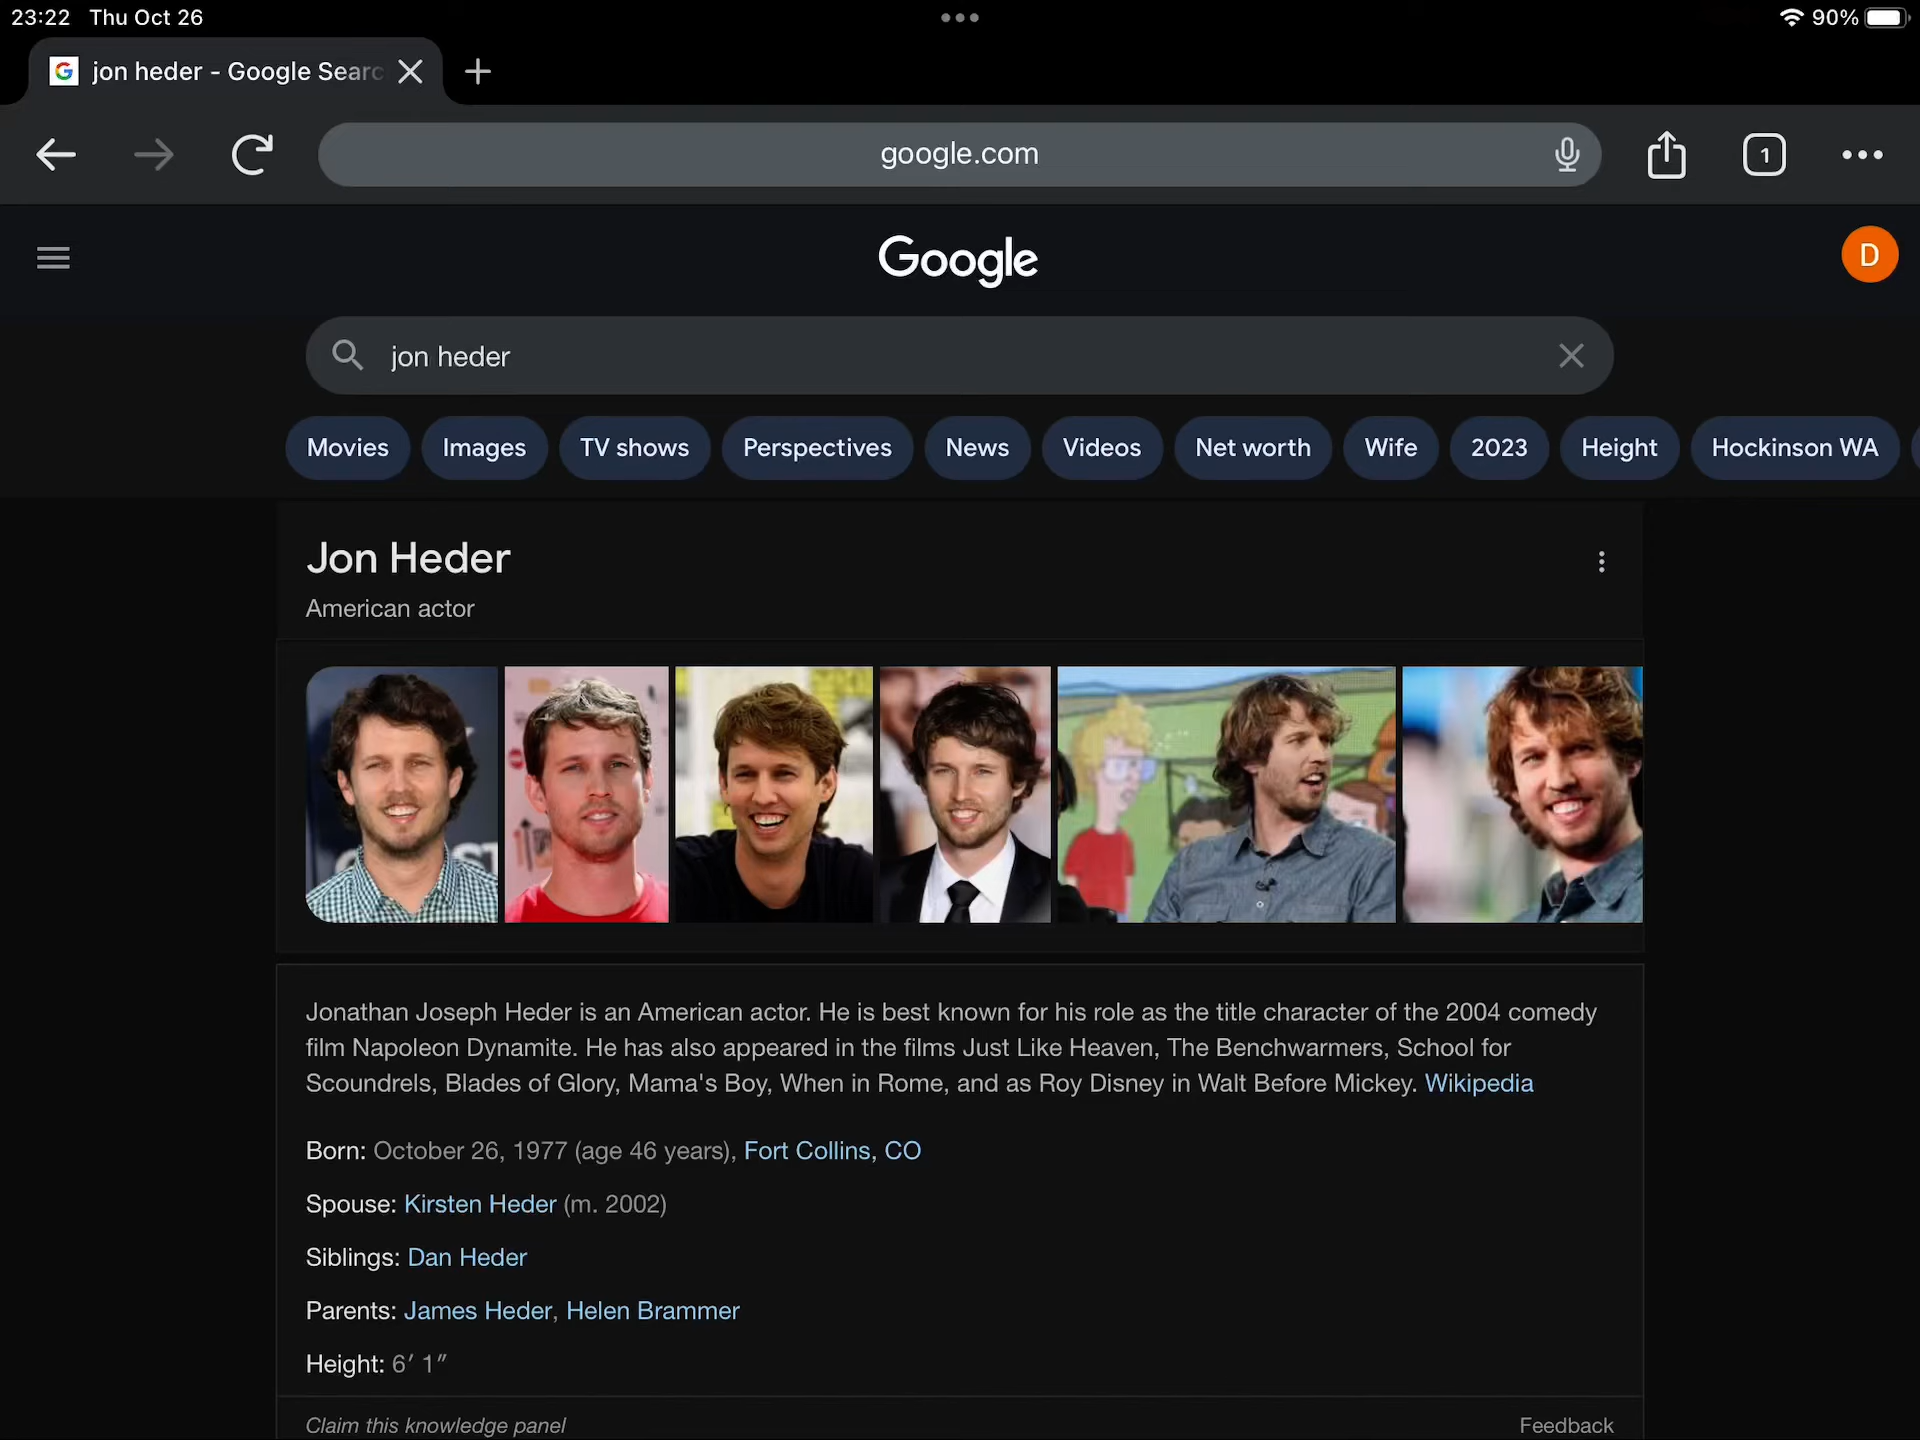 23:22 Thu Oct 26
90%
jon heder - Google Searc
google.com
1
Google
D
jon heder
Movies Images TV shows Perspectives News Videos Net worth Wife 2023 Height Hockinson WA
Jon Heder
American actor
Jonathan Joseph Heder is an American actor. He is best known for his role as the title character of the 2004 comedy
film Napoleon Dynamite. He has also appeared in the films Just Like Heaven, The Benchwarmers, School for
Scoundrels, Blades of Glory, Mama's Boy, When in Rome, and as Roy Disney in Walt Before Mickey. Wikipedia
Born: October 26, 1977 (age 46 years), Fort Collins, CO
Spouse: Kirsten Heder (m. 2002)
Siblings: Dan Heder
Parents: James Heder, Helen Brammer
Height: 6′ 1″
Claim this knowledge panel
Feedback